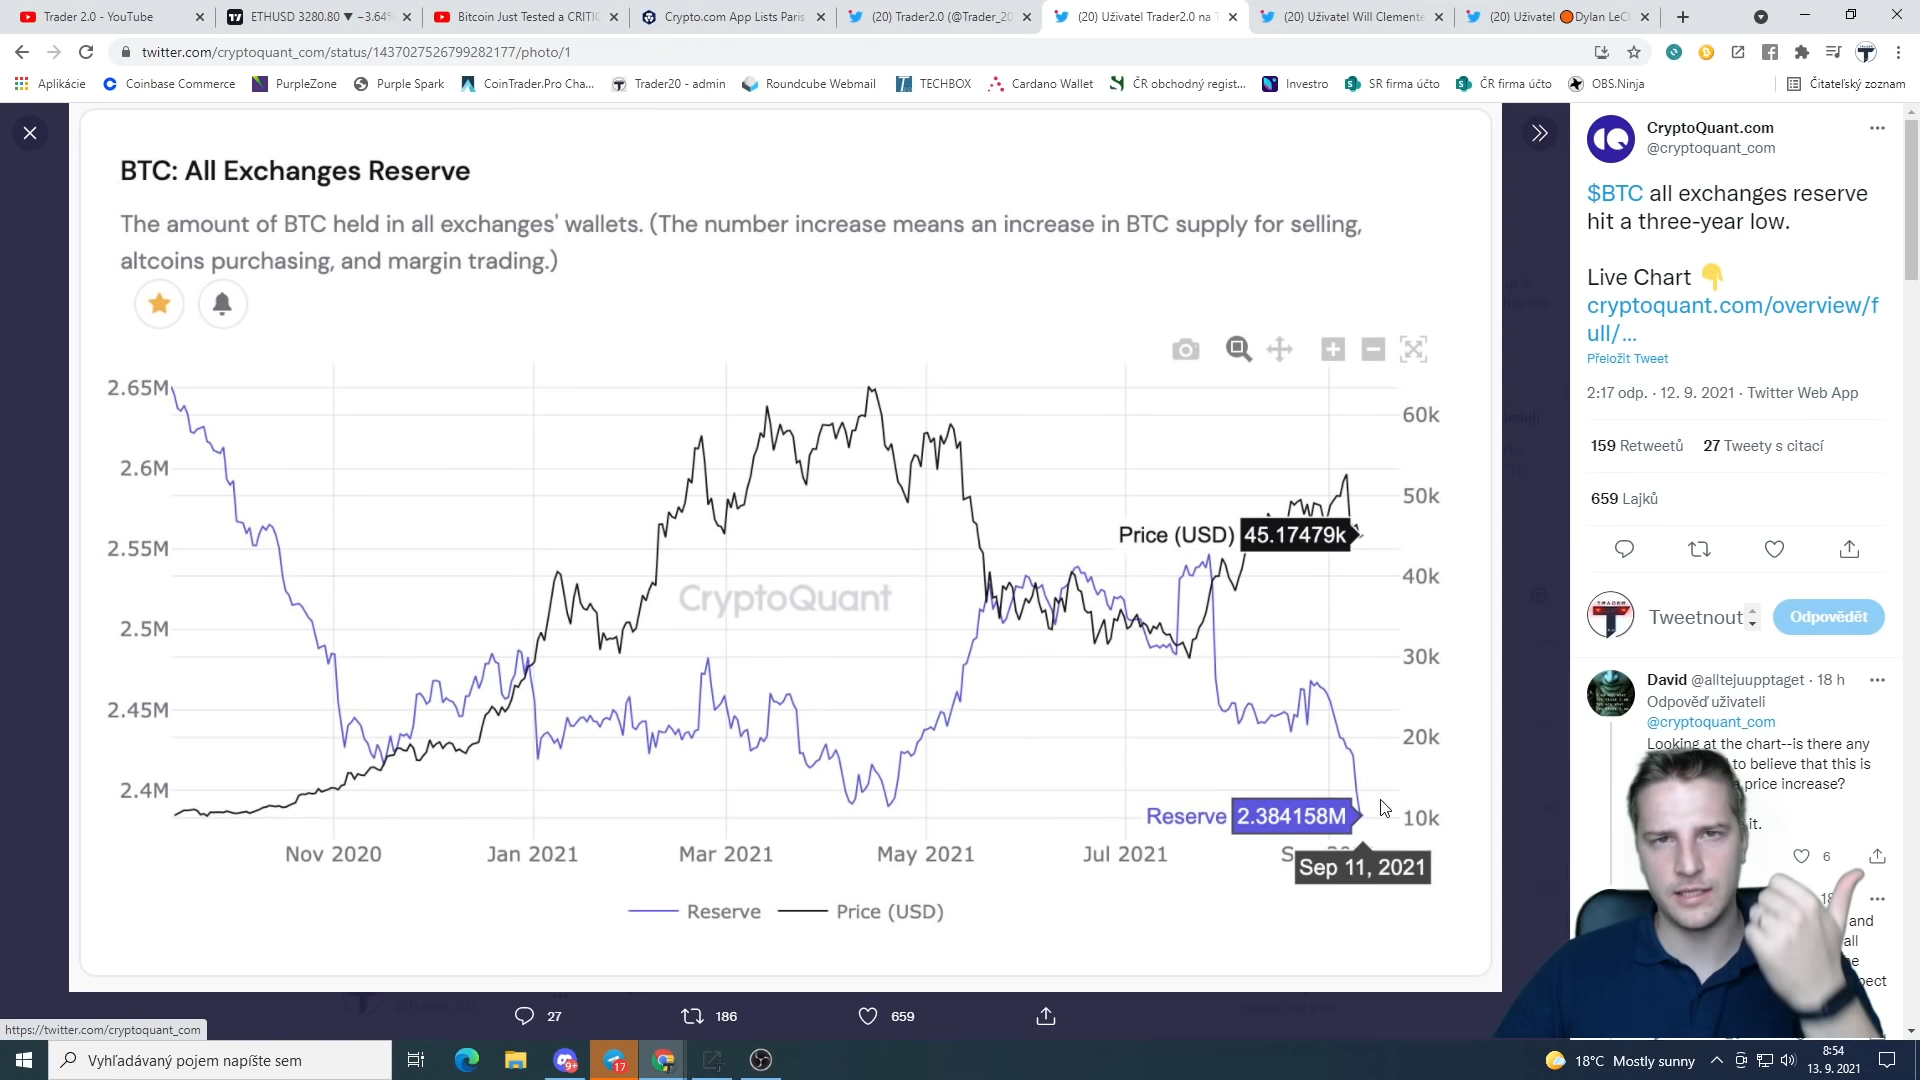 Trader 2.0 - YouTube
ETHUSD 3280.80 ▼ −3.64%
Bitcoin Just Tested a CRITIC
Crypto.com App Lists Paris
(20) Trader2.0 (@Trader_20
(20) Uživatel Trader2.0 na T
(20) Uživatel Will Clemente
(20) Uživatel Dylan LeCl
twitter.com/cryptoquant_com/status/1437027526799282177/photo/1
Aplikácie
Coinbase Commerce
PurpleZone
Purple Spark
CoinTrader.Pro Cha...
Trader20 - admin
Roundcube Webmail
TECHBOX
Cardano Wallet
ČR obchodný regist...
Investro
SR firma účto
ČR firma účto
OBS.Ninja
Čitateľský zoznam
BTC: All Exchanges Reserve
The amount of BTC held in all exchanges' wallets. (The number increase means an increase in BTC supply for selling,
altcoins purchasing, and margin trading.)
2.65M
2.6M
2.55M
2.5M
2.45M
2.4M
60k
50k
40k
30k
20k
10k
CryptoQuant
Price (USD) 45.17479k
Reserve 2.384158M
Nov 2020
Jan 2021
Mar 2021
May 2021
Jul 2021
Sep 11, 2021
Reserve
Price (USD)
27
186
659
CryptoQuant.com
@cryptoquant_com
$BTC all exchanges reserve
hit a three-year low.
Live Chart
cryptoquant.com/overview/f
ull/...
Přeložit Tweet
2:17 odp. · 12. 9. 2021 · Twitter Web App
159 Retweetů 27 Tweety s citací
659 Lajků
TRADER
Tweetnout
Odpovědět
David @alltejuupptaget · 18 h
Odpověď uživateli
@cryptoquant_com
Looking at the chart--is there any
to believe that this is
price increase?
it.
6
18
and
all
pect
https://twitter.com/cryptoquant_com
Vyhľadávaný pojem napíšte sem
9+
17
18°C Mostly sunny
8:54
13. 9. 2021